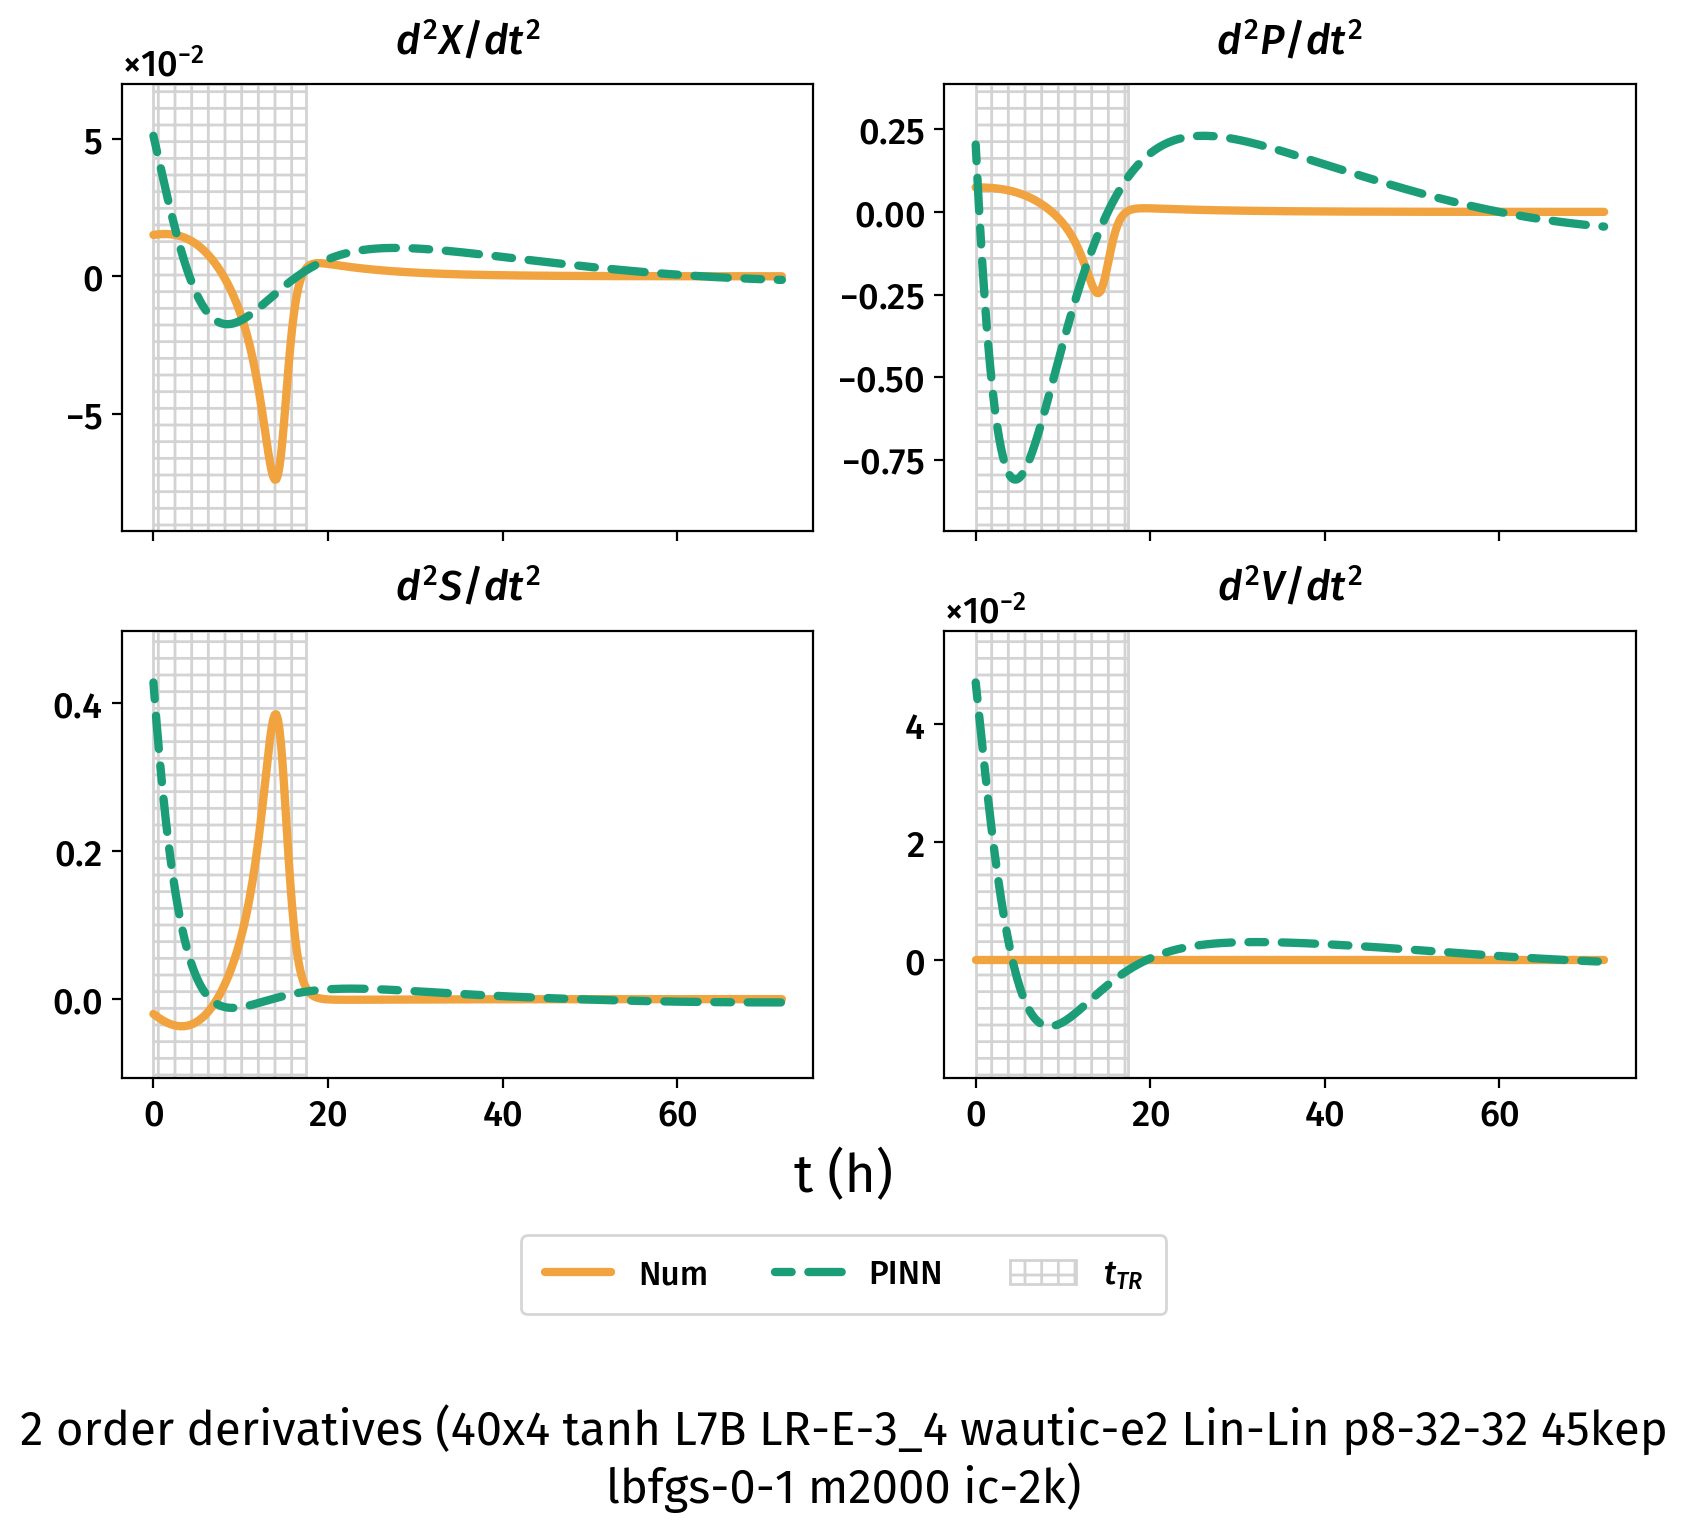 d²X/dt²
×10⁻²
5
0
−5
d²P/dt²
0.25
0.00
−0.25
−0.50
−0.75
d²S/dt²
0.4
0.2
0.0
0 20 40 60
d²V/dt²
×10⁻²
4
2
0
0 20 40 60
t (h)
Num PINN t_TR
2 order derivatives (40x4 tanh L7B LR-E-3_4 wautic-e2 Lin-Lin p8-32-32 45kep
lbfgs-0-1 m2000 ic-2k)